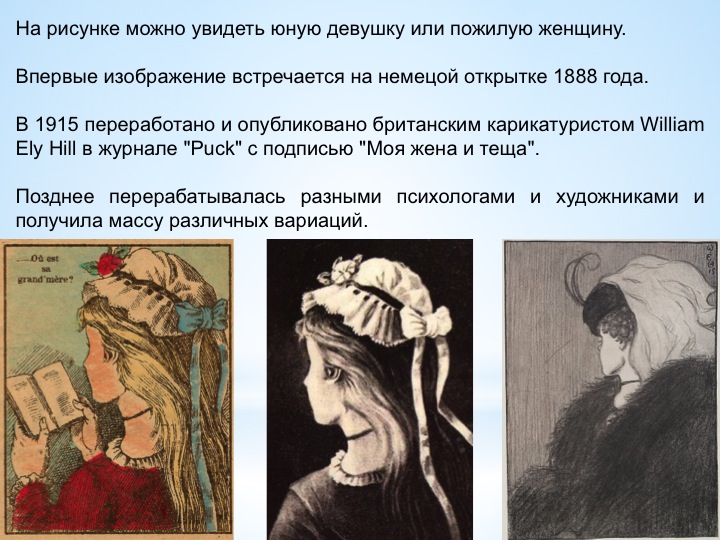 На рисунке можно увидеть юную девушку или пожилую женщину.
Впервые изображение встречается на немецой открытке 1888 года.
В 1915 переработано и опубликовано британским карикатуристом William
Ely Hill в журнале "Puck" с подписью "Моя жена и теща".
Позднее перерабатывалась разными психологами и художниками и
получила массу различных вариаций.
......Où est
sa
grand'mère?